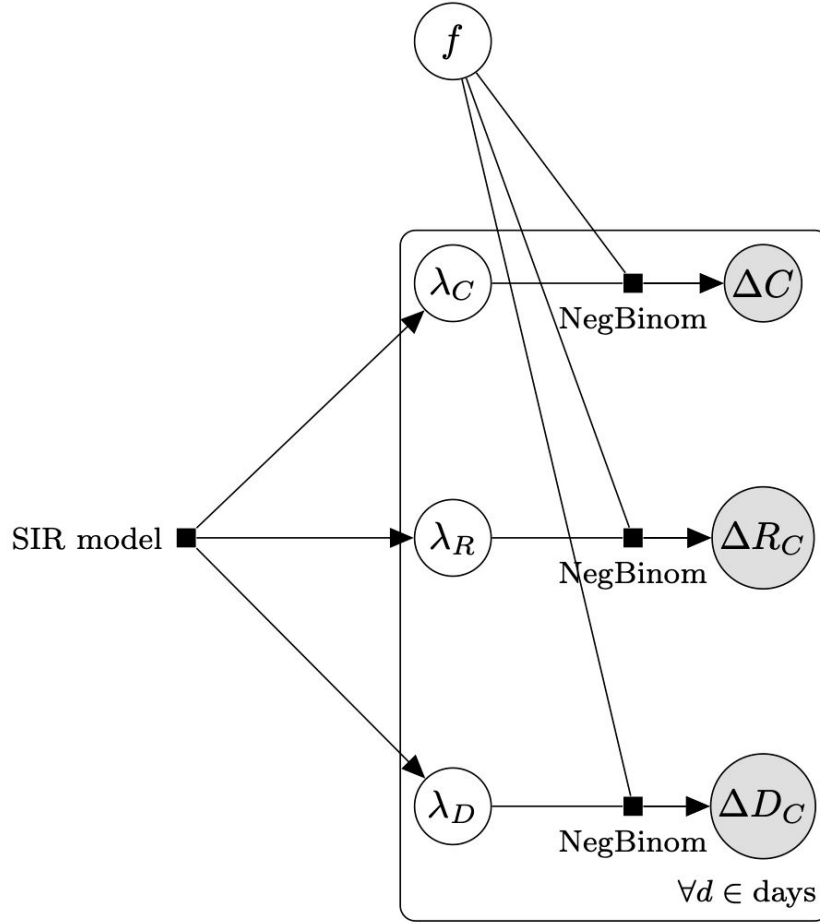 f
λ_C
ΔC
NegBinom
SIR model
λ_R
ΔR_C
NegBinom
λ_D
ΔD_C
NegBinom
∀d ∈ days